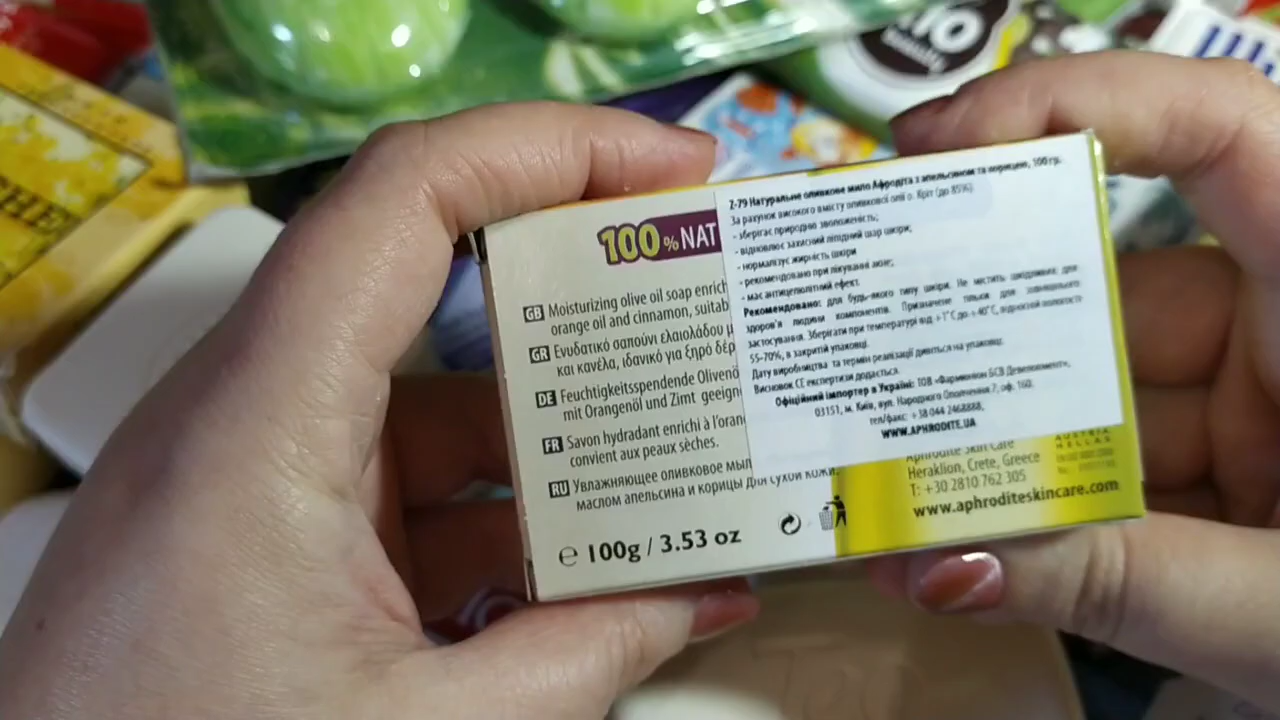 100% NAT
GB Moisturizing olive oil soap enrich
orange oil and cinnamon, suitab
GR Ενυδατικό σαπούνι ελαιολάδου μ
και κανέλα, ιδανικό για ξηρό δέρ
DE Feuchtigkeitsspendende Olivenö
mit Orangenöl und Zimt geeign
FR Savon hydradant enrichi à l'oran
convient aux peaux sèches.
RU Увлажняющее оливковое мыл
маслом апельсина и корицы для сухой кожи.
℮ 100g / 3.53 oz
Z-79 Натуральне оливкове мило Афродіта з апельсином та корицею, 100 гр.
За рахунок високого вмісту оливкової олії о. Кріт (до 85%)
- зберігає природню зволоженість;
- відновлює захисний ліпідний шар шкіри;
- нормалізує жирність шкіри
- рекомендовано при лікуванні акне;
- має антицелюлітний ефект.
Рекомендовано: для будь-якого типу шкіри. Не містить шкідливих для
здоров'я людини компонентів. Призначене тільки для зовнішнього
застосування. Зберігати при температурі від +1°C до +40°C, відносній вологості
55-70%, в закритій упаковці.
Дату виробництва та термін реалізації дивіться на упаковці.
Висновок СЕ експертизи додається.
Офіційний імпортер в Україні: ТОВ «Фармюнion БСВ Девелопмент»,
03151, м. Київ, вул. Народного Ополчення 7, оф. 160.
тел/факс: +38 044 2468888,
WWW.APHRODITE.UA
Aphrodite Skin Care
Heraklion, Crete, Greece
T: +30 2810 762 305
www.aphroditeskincare.com
AUSTRIA
HELLAS
CHE